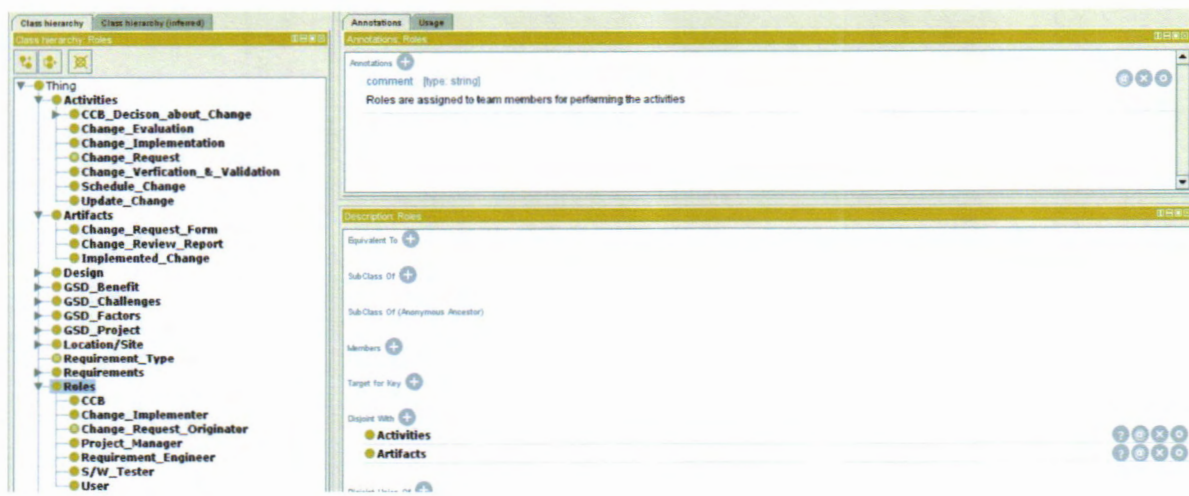 Class hierarchy Class hierarchy (inferred)
Class hierarchy: Roles
Thing
Activities
CCB_Decison_about_Change
Change_Evaluation
Change_Implementation
Change_Request
Change_Verfication_&_Validation
Schedule_Change
Update_Change
Artifacts
Change_Request_Form
Change_Review_Report
Implemented_Change
Design
GSD_Benefit
GSD_Challenges
GSD_Factors
GSD_Project
Location/Site
Requirement_Type
Requirements
Roles
CCB
Change_Implementer
Change_Request_Originator
Project_Manager
Requirement_Engineer
S/W_Tester
User
Annotations Usage
Annotations: Roles
Annotations
comment [type: string]
Roles are assigned to team members for performing the activities
Description: Roles
Equivalent To
SubClass Of
SubClass Of (Anonymous Ancestor)
Members
Target for Key
Disjoint With
Activities
Artifacts
Disjoint Union Of